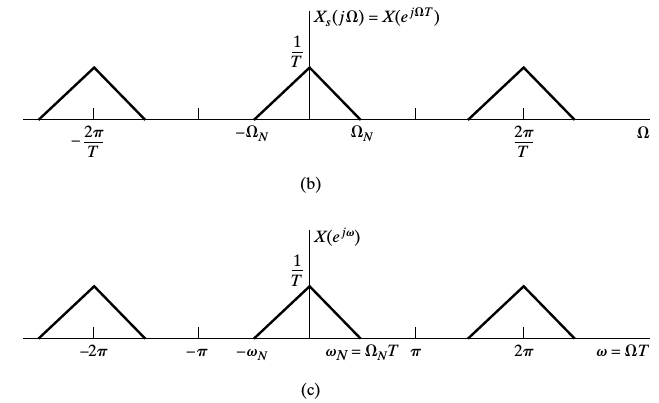 X_s(jΩ) = X(e^{jΩT})
1/T
−2π/T −Ω_N Ω_N 2π/T Ω
(b)
X(e^{jω})
1/T
−2π −π −ω_N ω_N = Ω_N T π 2π ω = ΩT
(c)